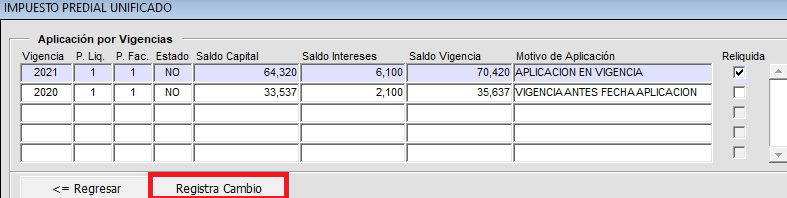 IMPUESTO PREDIAL UNIFICADO
Aplicación por Vigencias
Vigencia P. Liq. P. Fac. Estado Saldo Capital Saldo Intereses Saldo Vigencia Motivo de Aplicación Reliquida
2021 1 1 NO 64,320 6,100 70,420 APLICACION EN VIGENCIA
2020 1 1 NO 33,537 2,100 35,637 VIGENCIA ANTES FECHA APLICACION
<= Regresar Registra Cambio